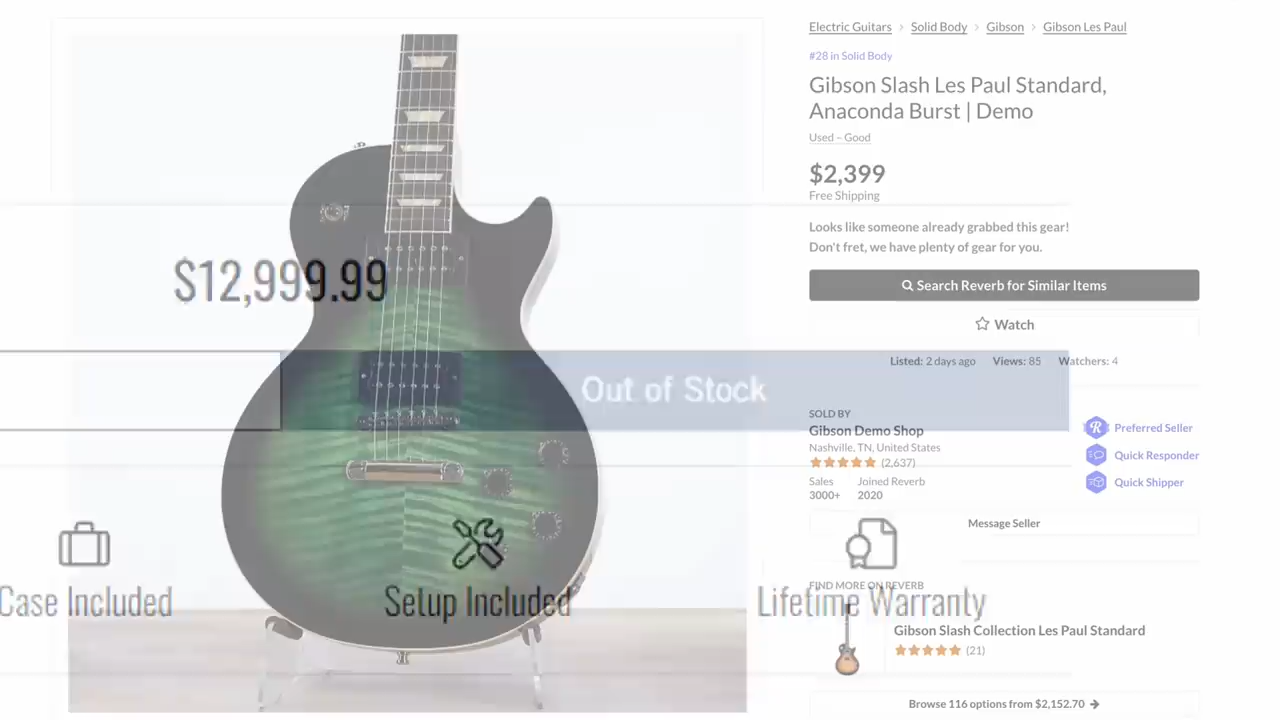 Electric Guitars > Solid Body > Gibson > Gibson Les Paul
#28 in Solid Body
Gibson Slash Les Paul Standard,
Anaconda Burst | Demo
Used – Good
$2,399
Free Shipping
Looks like someone already grabbed this gear!
Don't fret, we have plenty of gear for you.
$12,999.99
Search Reverb for Similar Items
Watch
Listed: 2 days ago Views: 85 Watchers: 4
Out of Stock
SOLD BY
Gibson Demo Shop
Nashville, TN, United States
(2,637)
Preferred Seller
Quick Responder
Quick Shipper
Sales Joined Reverb
3000+ 2020
Message Seller
FIND MORE ON REVERB
Case Included
Setup Included
Lifetime Warranty
Gibson Slash Collection Les Paul Standard
(21)
Browse 116 options from $2,152.70 →